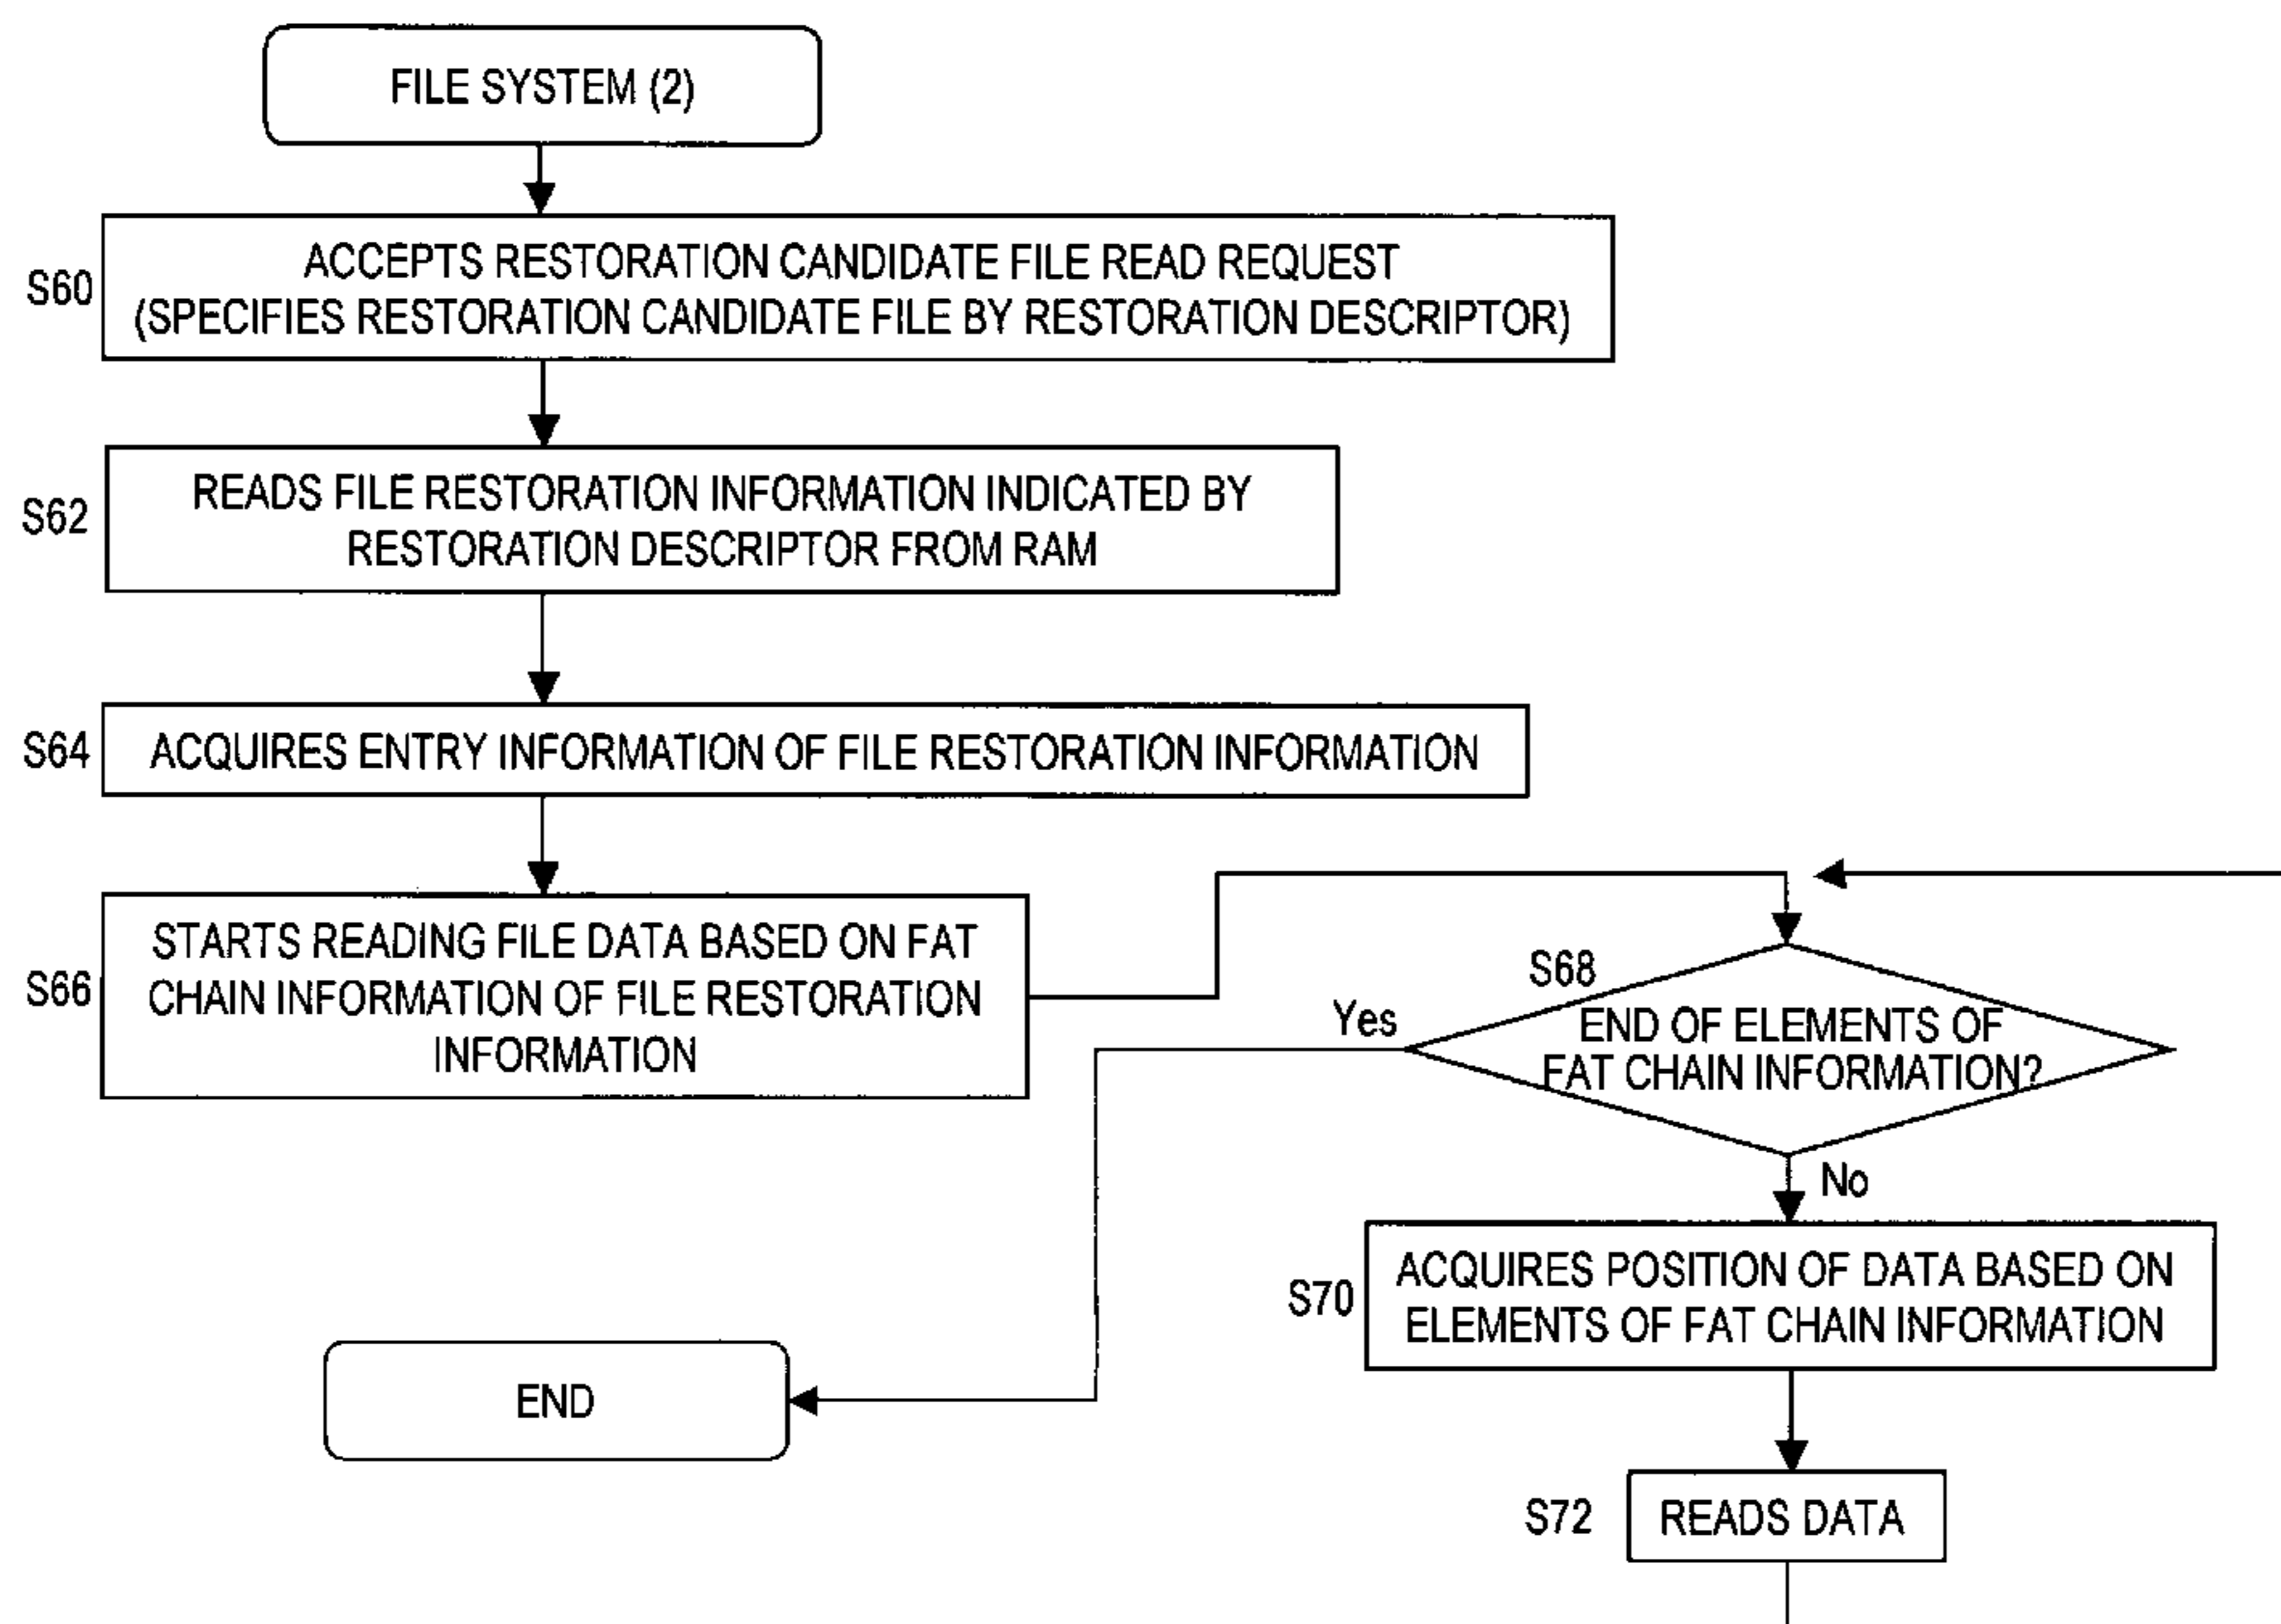 FILE SYSTEM (2)
S60
ACCEPTS RESTORATION CANDIDATE FILE READ REQUEST
(SPECIFIES RESTORATION CANDIDATE FILE BY RESTORATION DESCRIPTOR)
S62
READS FILE RESTORATION INFORMATION INDICATED BY
RESTORATION DESCRIPTOR FROM RAM
S64
ACQUIRES ENTRY INFORMATION OF FILE RESTORATION INFORMATION
S66
STARTS READING FILE DATA BASED ON FAT
CHAIN INFORMATION OF FILE RESTORATION
INFORMATION
S68
END OF ELEMENTS OF
FAT CHAIN INFORMATION?
Yes
No
S70
ACQUIRES POSITION OF DATA BASED ON
ELEMENTS OF FAT CHAIN INFORMATION
END
S72
READS DATA